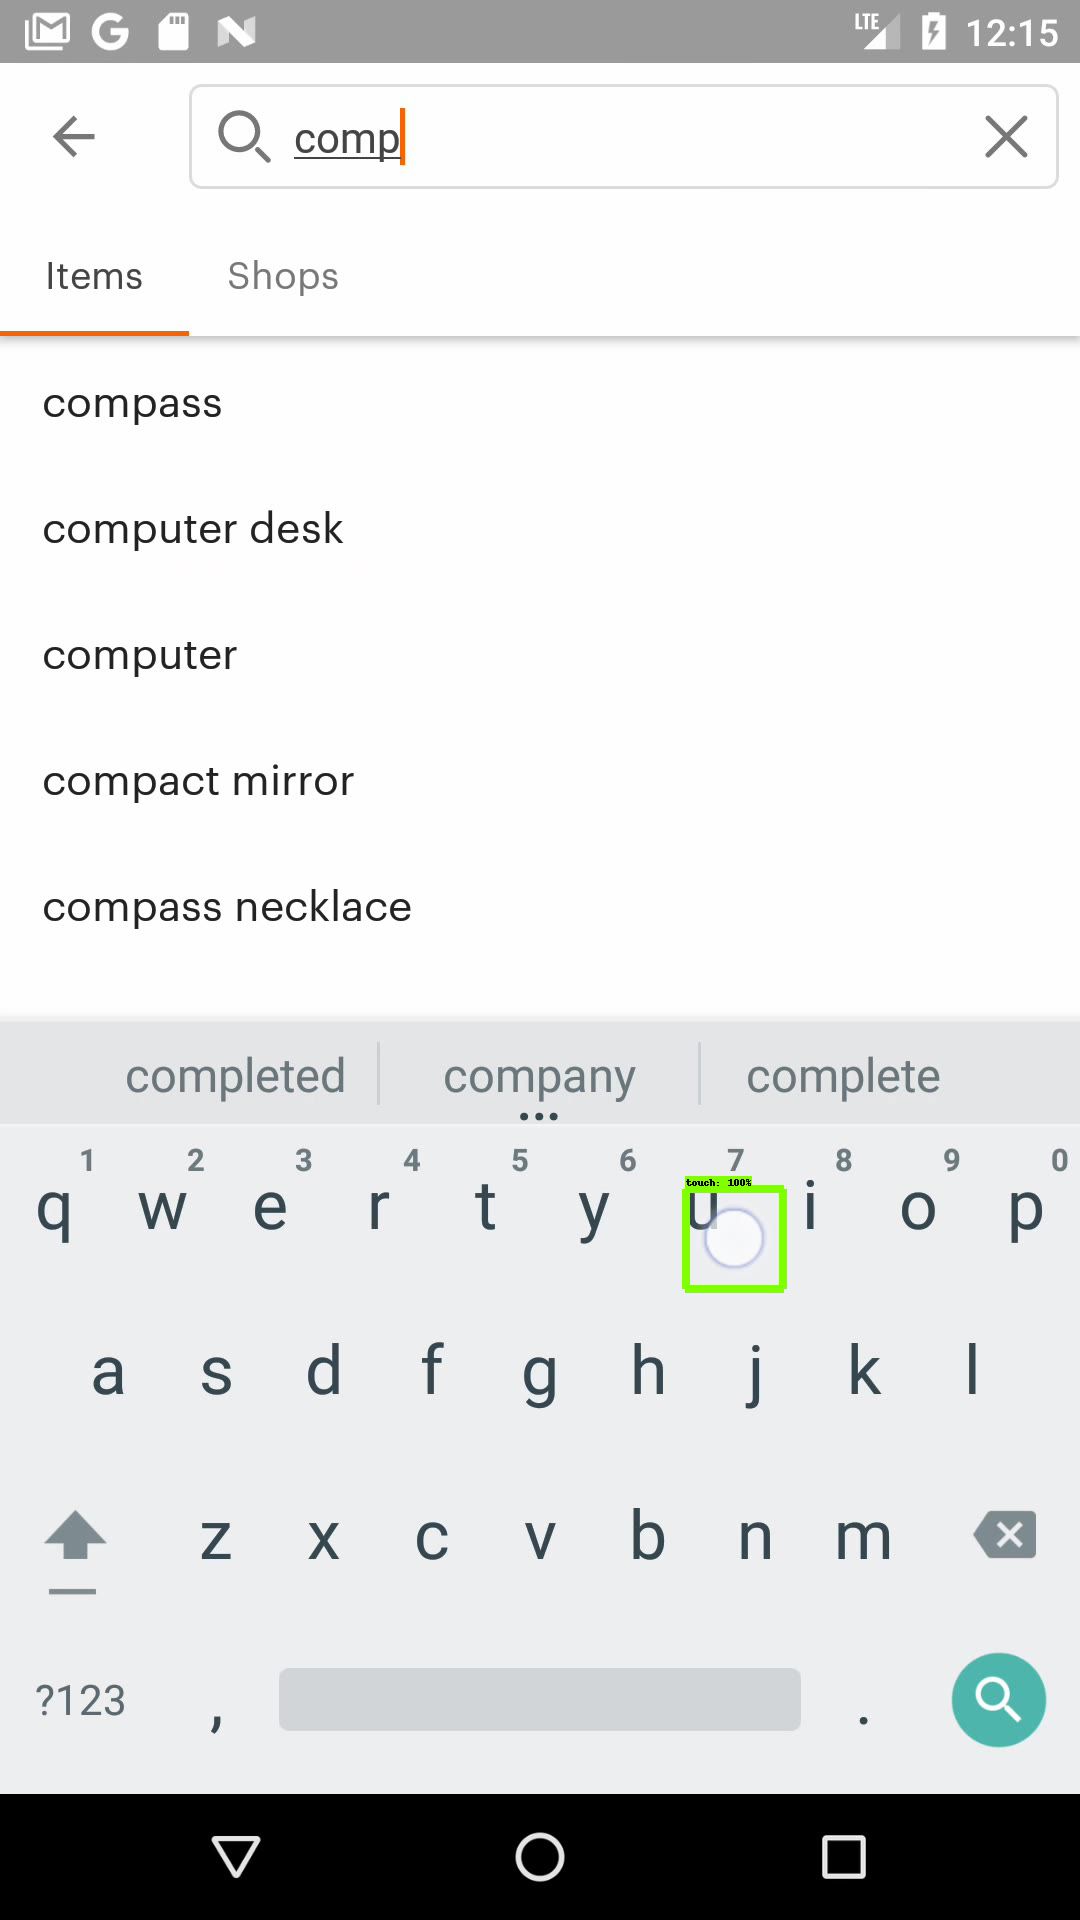 LTE 12:15
comp
Items Shops
compass
computer desk
computer
compact mirror
compass necklace
completed company complete
1 2 3 4 5 6 7 8 9 0
touch: 100%
q w e r t y u i o p
a s d f g h j k l
z x c v b n m
?123 , .